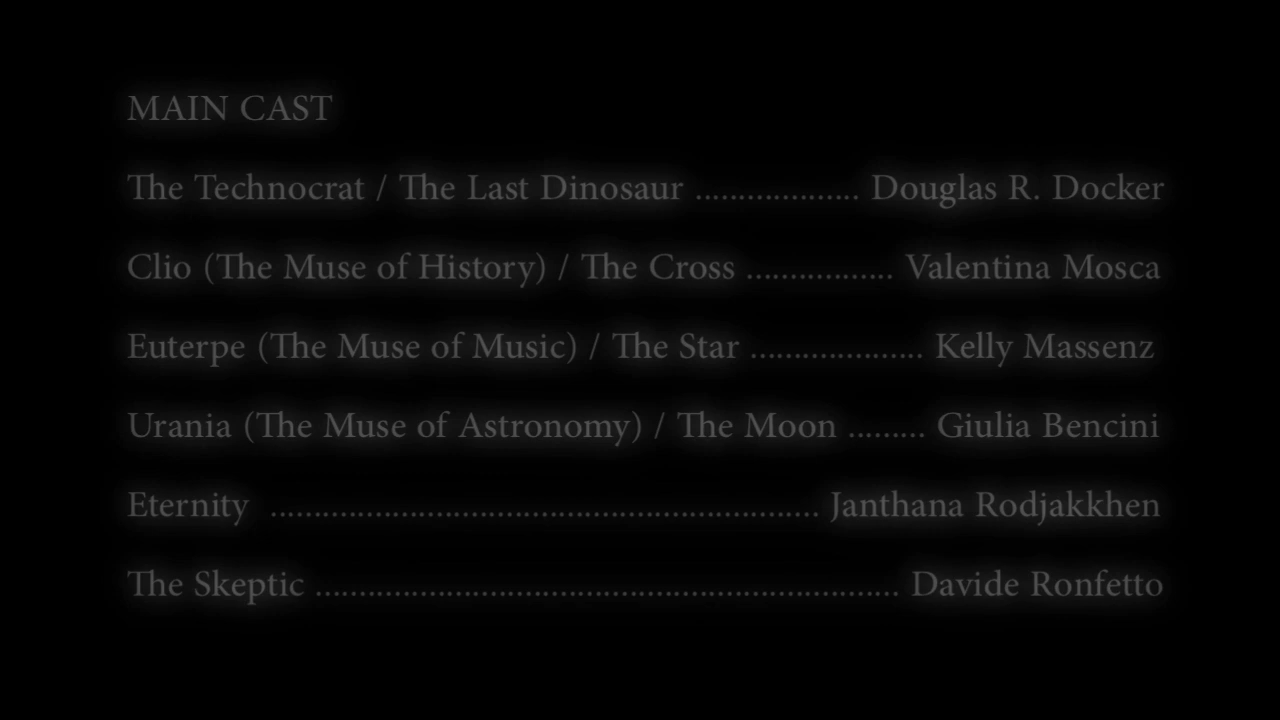 MAIN CAST
The Technocrat / The Last Dinosaur ................... Douglas R. Docker
Clio (The Muse of History) / The Cross ................. Valentina Mosca
Euterpe (The Muse of Music) / The Star .................... Kelly Massenz
Urania (The Muse of Astronomy) / The Moon ......... Giulia Bencini
Eternity ................................................................ Janthana Rodjakkhen
The Skeptic .................................................................... Davide Ronfetto